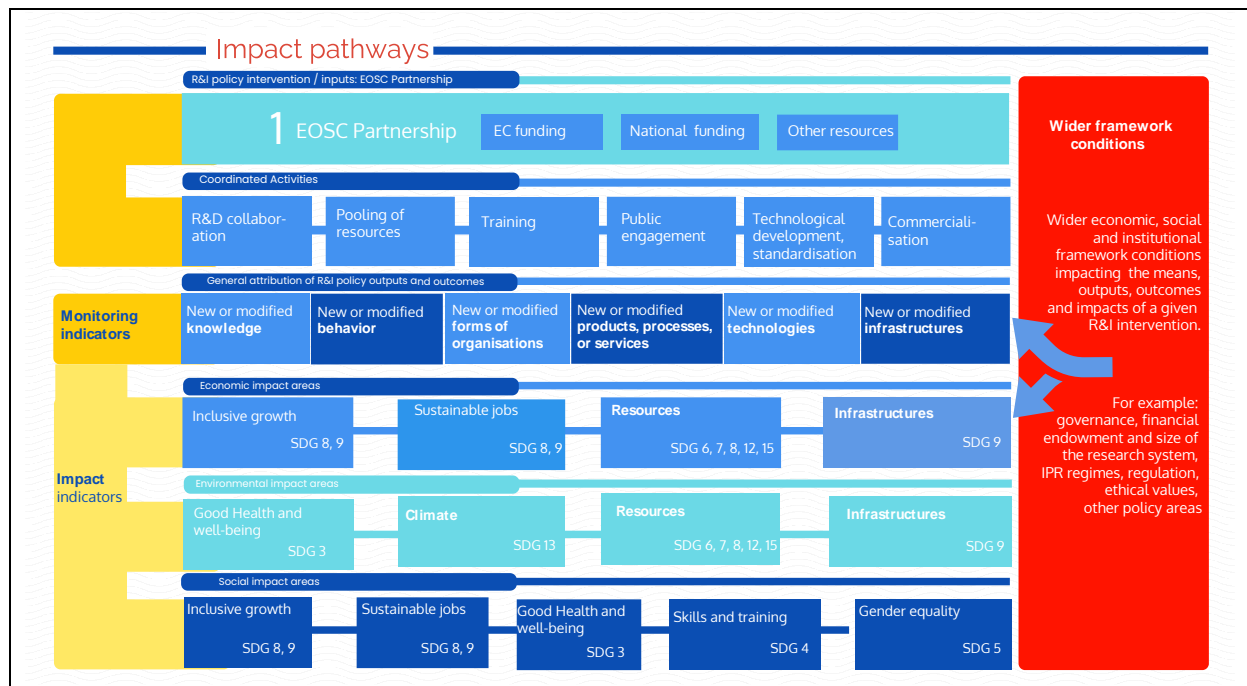 Impact pathways
R&I policy intervention / inputs: EOSC Partnership
1 EOSC Partnership
EC funding
National funding
Other resources
Coordinated Activities
R&D collabor-
ation
Pooling of
resources
Training
Public
engagement
Technological
development,
standardisation
Commerciali-
sation
General attribution of R&I policy outputs and outcomes
Monitoring
indicators
New or modified
knowledge
New or modified
behavior
New or modified
forms of
organisations
New or modified
products, processes,
or services
New or modified
technologies
New or modified
infrastructures
Economic impact areas
Inclusive growth
SDG 8, 9
Sustainable jobs
SDG 8, 9
Resources
SDG 6, 7, 8, 12, 15
Infrastructures
SDG 9
Impact
indicators
Environmental impact areas
Good Health and
well-being
SDG 3
Climate
SDG 13
Resources
SDG 6, 7, 8, 12, 15
Infrastructures
SDG 9
Social impact areas
Inclusive growth
SDG 8, 9
Sustainable jobs
SDG 8, 9
Good Health and
well-being
SDG 3
Skills and training
SDG 4
Gender equality
SDG 5
Wider framework
conditions
Wider economic, social
and institutional
framework conditions
impacting the means,
outputs, outcomes
and impacts of a given
R&I intervention.
For example:
governance, financial
endowment and size of
the research system,
IPR regimes, regulation,
ethical values,
other policy areas